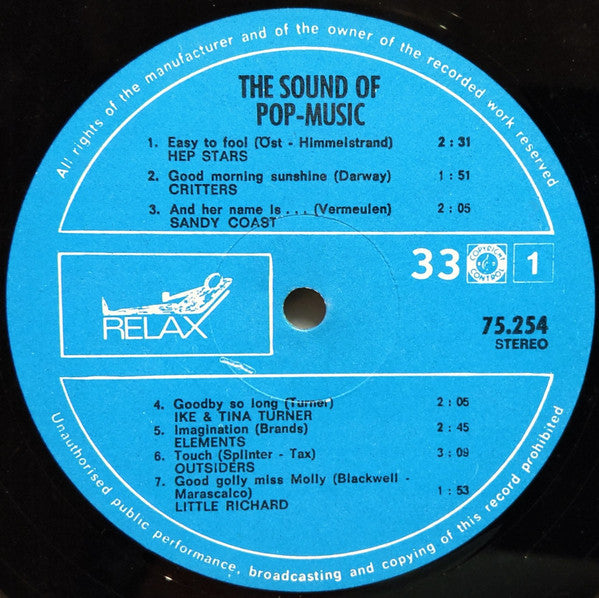 All rights of the manufacturer and of the owner of the recorded work reserved
THE SOUND OF
POP-MUSIC
1. Easy to fool (Öst - Himmelstrand) 2 : 31
HEP STARS
2. Good morning sunshine (Darway) 1 : 51
CRITTERS
3. And her name is . . . (Vermeulen) 2 : 05
SANDY COAST
33
COPYRIGHT
CONTROL
1
RELAX
75.254
STEREO
4. Goodby so long (Turner) 2 : 05
IKE & TINA TURNER
5. Imagination (Brands) 2 : 45
ELEMENTS
6. Touch (Splinter - Tax) 3 : 09
OUTSIDERS
7. Good golly miss Molly (Blackwell -
Marascalco) 1 : 53
LITTLE RICHARD
Unauthorised public performance, broadcasting and copying of this record prohibited